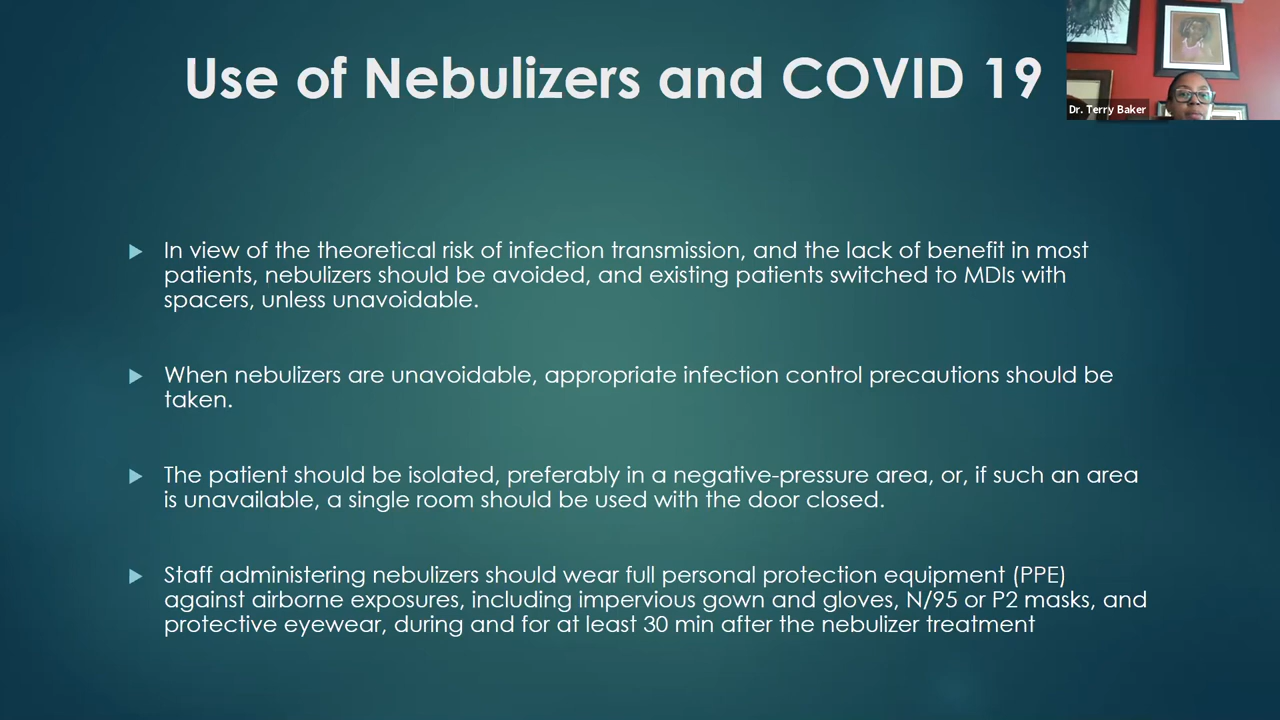 Use of Nebulizers and COVID 19
Dr. Terry Baker
In view of the theoretical risk of infection transmission, and the lack of benefit in most
patients, nebulizers should be avoided, and existing patients switched to MDIs with
spacers, unless unavoidable.
When nebulizers are unavoidable, appropriate infection control precautions should be
taken.
The patient should be isolated, preferably in a negative-pressure area, or, if such an area
is unavailable, a single room should be used with the door closed.
Staff administering nebulizers should wear full personal protection equipment (PPE)
against airborne exposures, including impervious gown and gloves, N/95 or P2 masks, and
protective eyewear, during and for at least 30 min after the nebulizer treatment